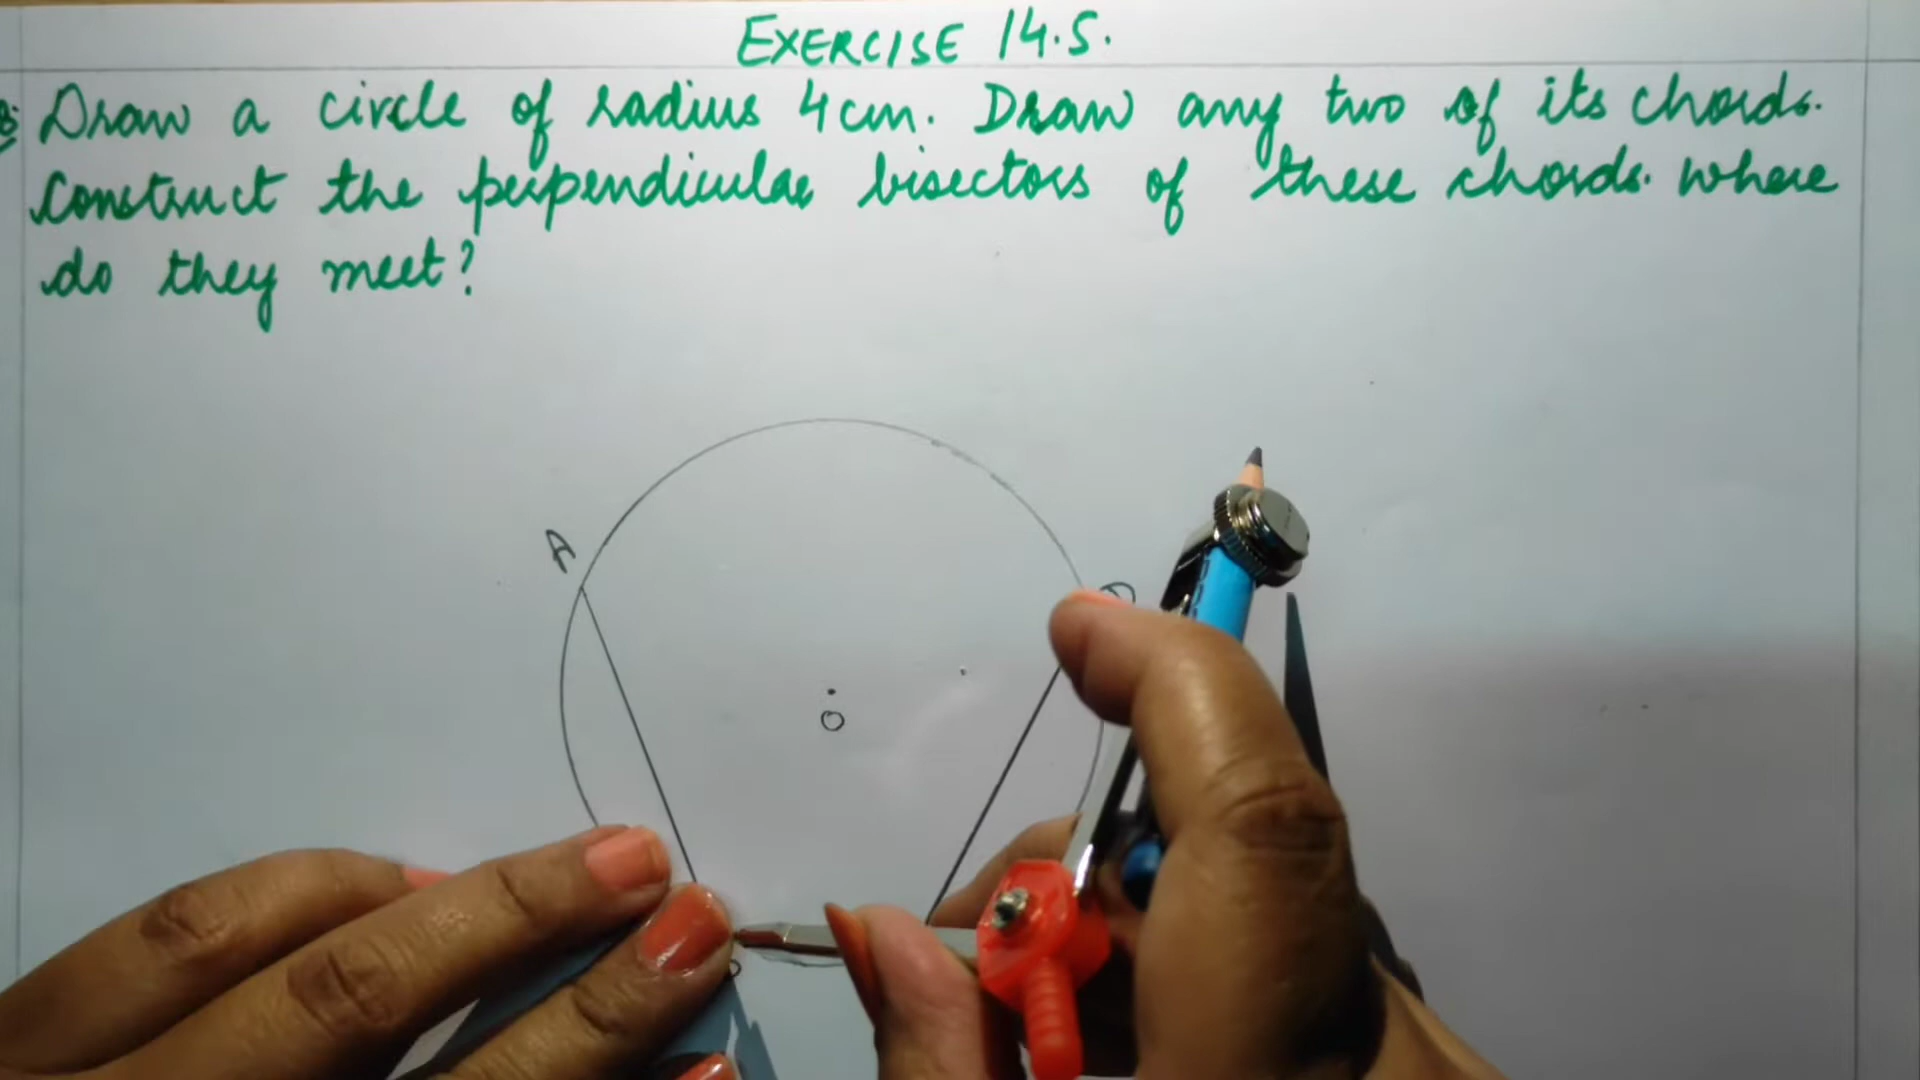 EXERCISE 14.5.
Draw a circle of radius 4cm. Draw any two of its chords.
Construct the perpendicular bisectors of these chords. where
do they meet?
A
O